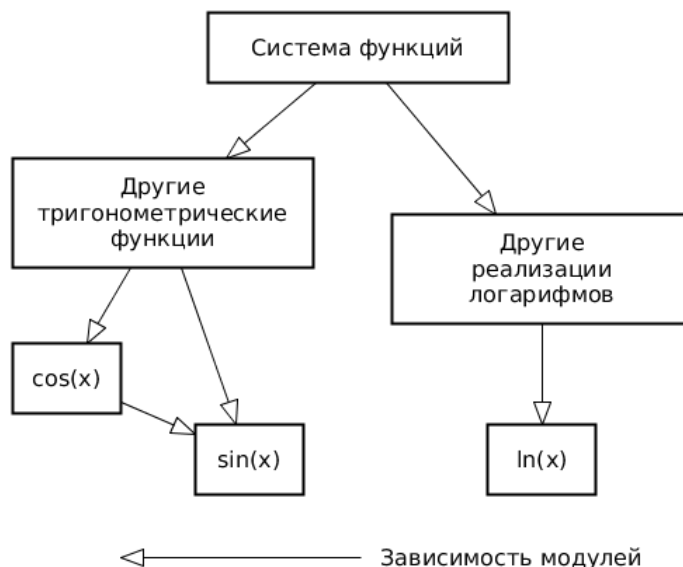 Система функций
Другие
тригонометрические
функции
Другие
реализации
логарифмов
cos(x)
sin(x)
ln(x)
Зависимость модулей